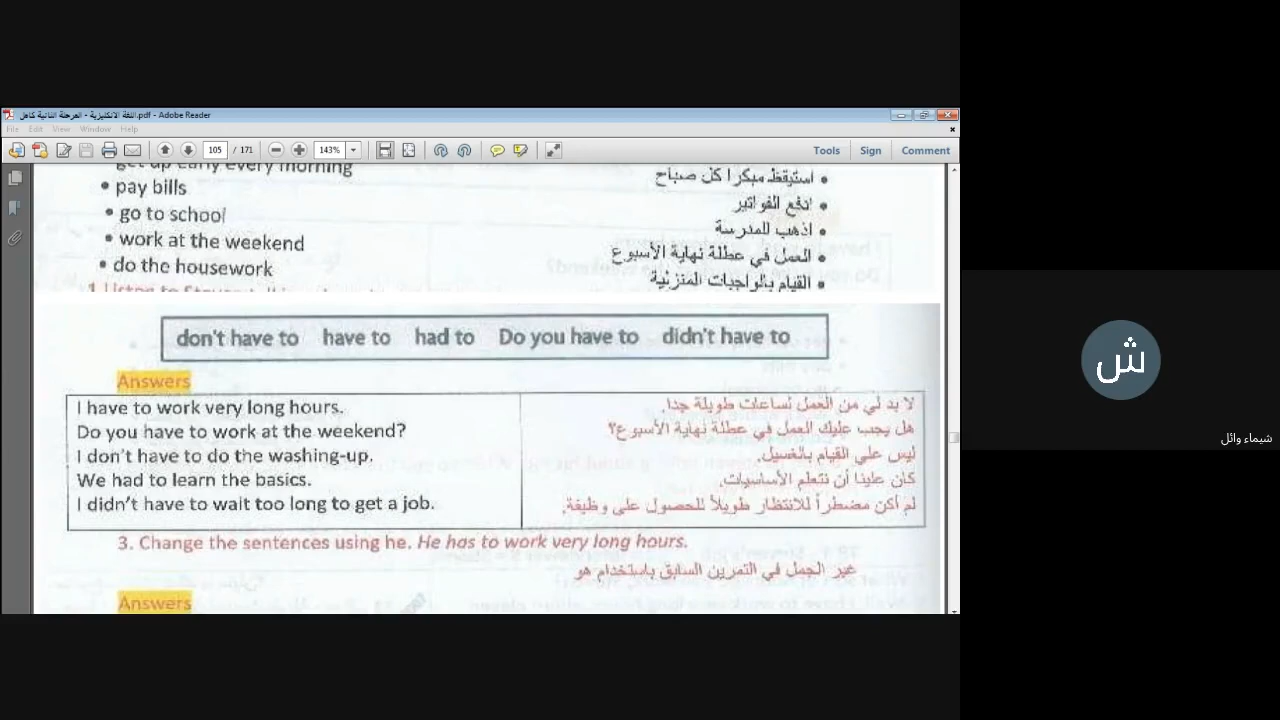 اللغة الانكليزية - المرحلة الثانية كامل.pdf - Adobe Reader
File Edit View Window Help
105 / 171 143% Tools Sign Comment
get up early every morning
• استيقظ مبكرا كل صباح
• pay bills
• ادفع الفواتير
• go to school
• اذهب للمدرسة
• work at the weekend
• العمل في عطلة نهاية الأسبوع
• do the housework
• القيام بالواجبات المنزلية
don't have to have to had to Do you have to didn't have to
Answers
I have to work very long hours.
لا بد لي من العمل لساعات طويلة جدا.
Do you have to work at the weekend?
هل يجب عليك العمل في عطلة نهاية الأسبوع؟
I don't have to do the washing-up.
ليس علي القيام بالغسيل.
We had to learn the basics.
كان علينا أن نتعلم الأساسيات.
I didn't have to wait too long to get a job.
لم أكن مضطراً للانتظار طويلاً للحصول على وظيفة.
3. Change the sentences using he. He has to work very long hours.
غير الجمل في التمرين السابق باستخدام هو
Answers
ش
شيماء وائل